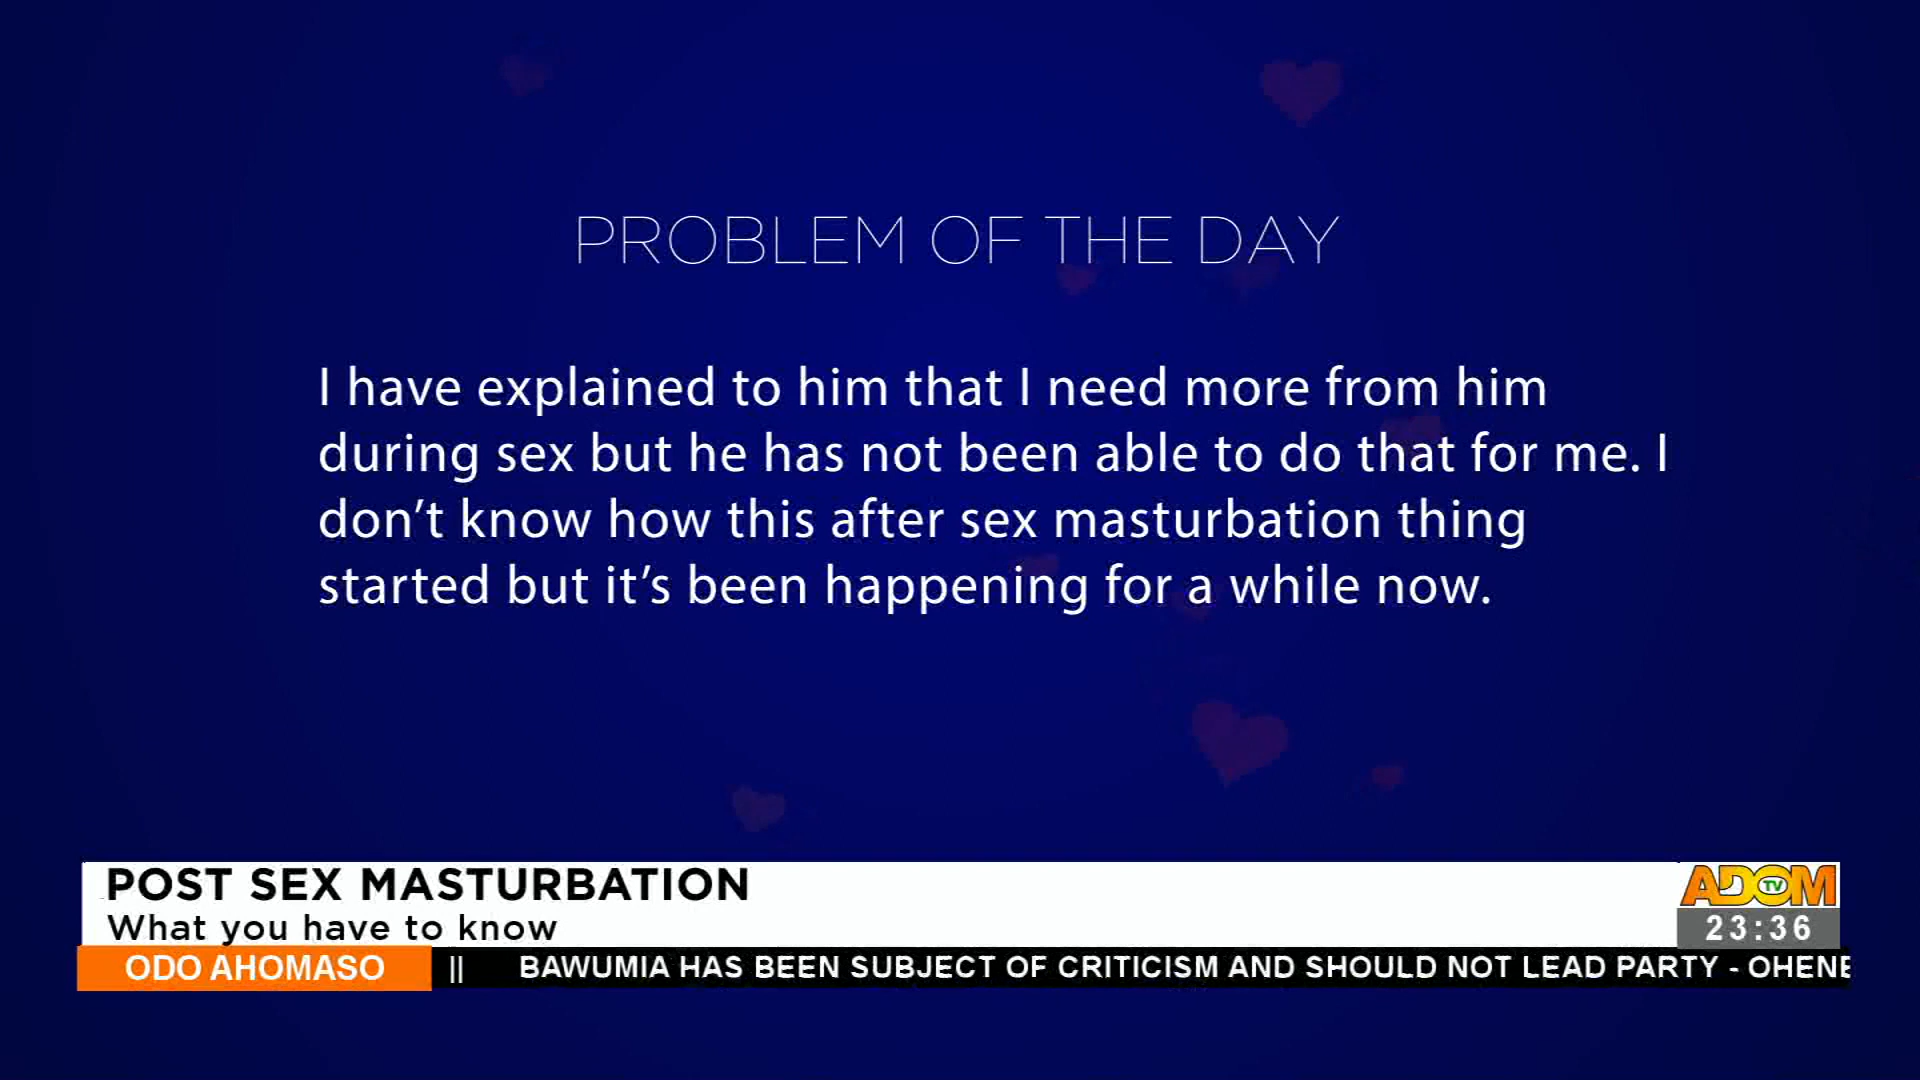 PROBLEM OF THE DAY
I have explained to him that I need more from him
during sex but he has not been able to do that for me. I
don’t know how this after sex masturbation thing
started but it’s been happening for a while now.
POST SEX MASTURBATION
What you have to know
ADOM TV
23:36
ODO AHOMASO || BAWUMIA HAS BEEN SUBJECT OF CRITICISM AND SHOULD NOT LEAD PARTY - OHENE